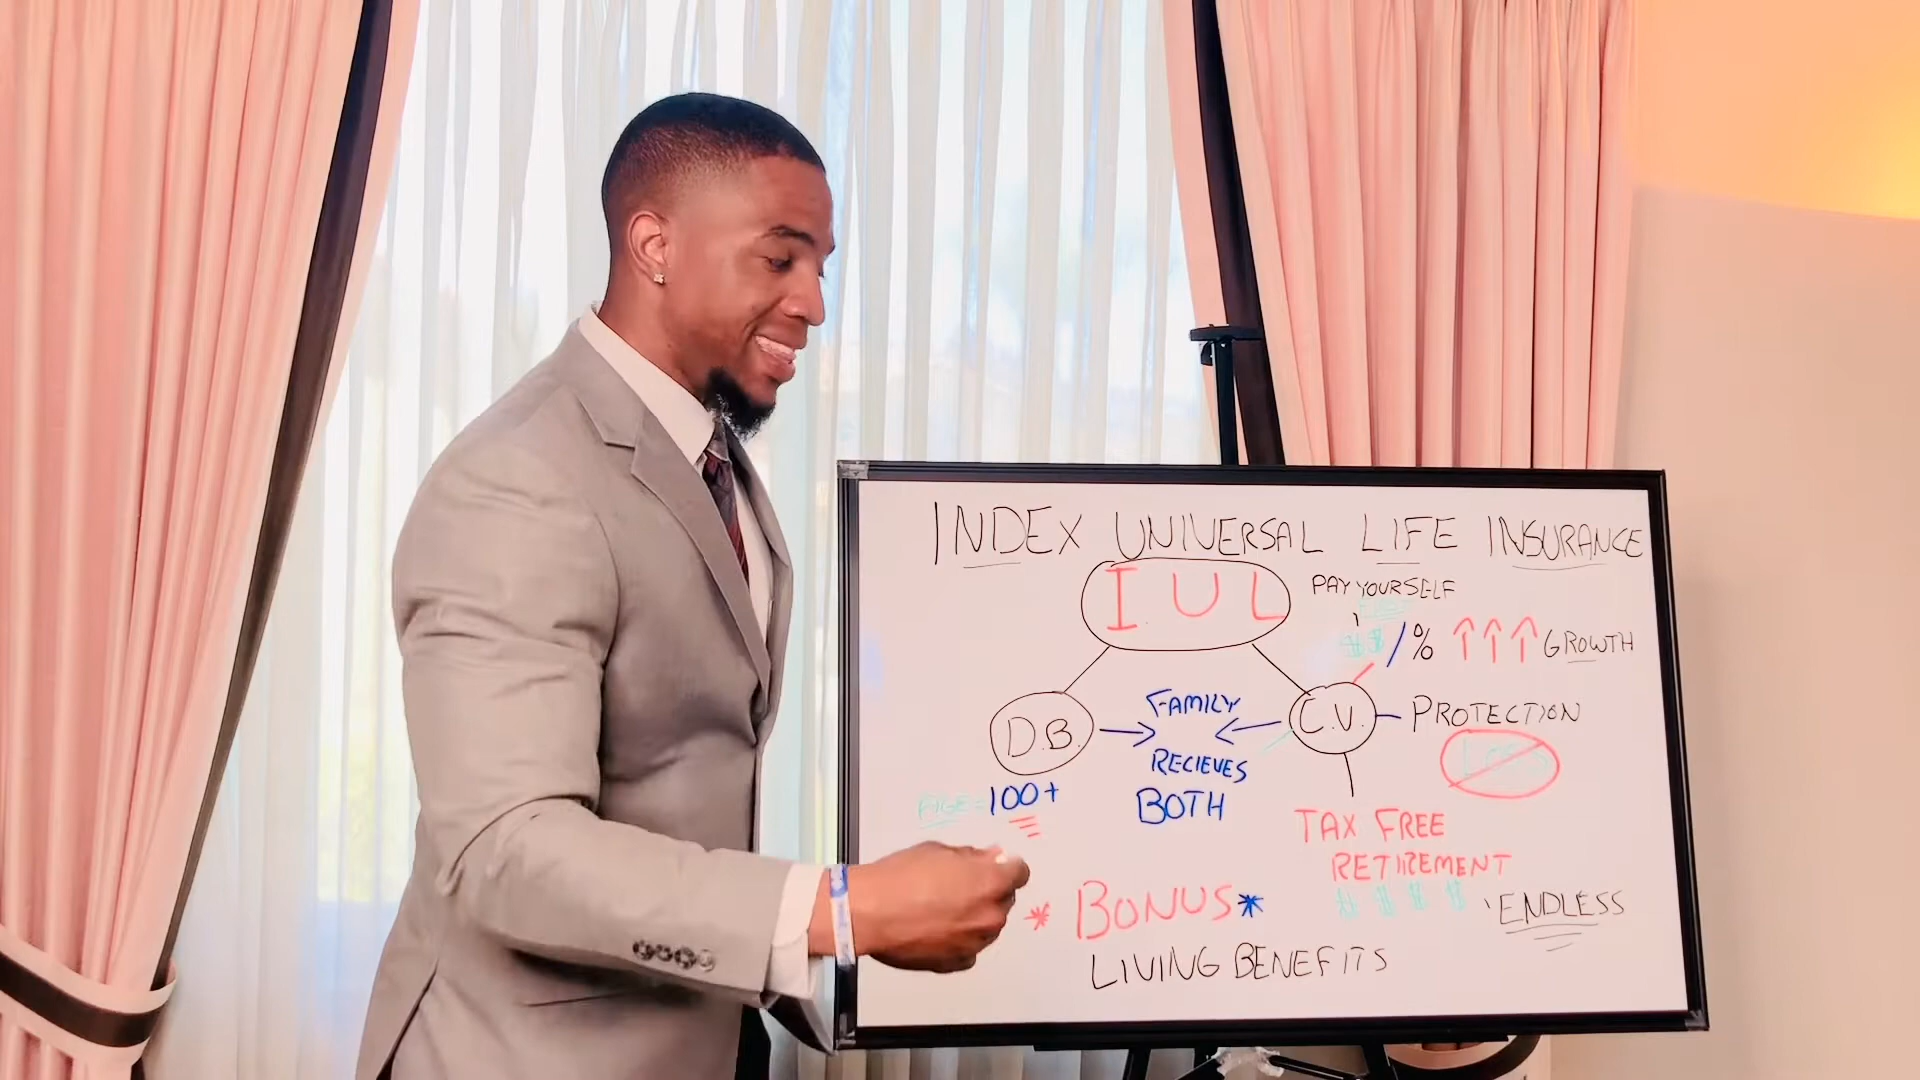 INDEX UNIVERSAL LIFE INSURANCE
I U L
PAY YOURSELF
$$ / % ↑↑↑ GROWTH
D.B.
FAMILY
RECIEVES
BOTH
C.V. – PROTECTION
LOSS
AGE = 100+
TAX FREE
RETIREMENT
$ $ $ $ ENDLESS
* BONUS *
LIVING BENEFITS